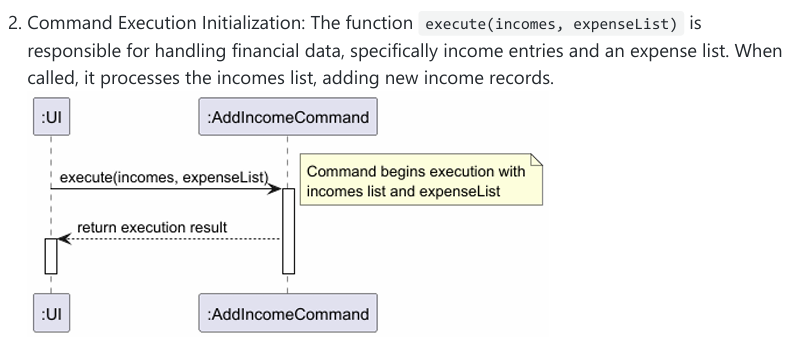 2. Command Execution Initialization: The function execute(incomes, expenseList) is
responsible for handling financial data, specifically income entries and an expense list. When
called, it processes the incomes list, adding new income records.
:UI
:AddIncomeCommand
execute(incomes, expenseList)
Command begins execution with
incomes list and expenseList
return execution result
:UI
:AddIncomeCommand